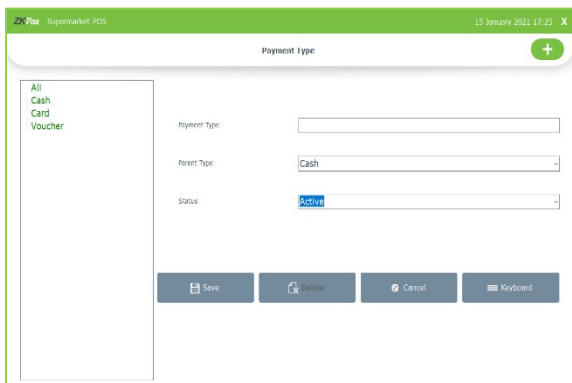 ZKPos Supermarket POS 15 January 2021 17:25 X
Payment Type
+
All
Cash
Card
Voucher
Payment Type
Parent Type Cash
Status Active
Save Delete Cancel Keyboard